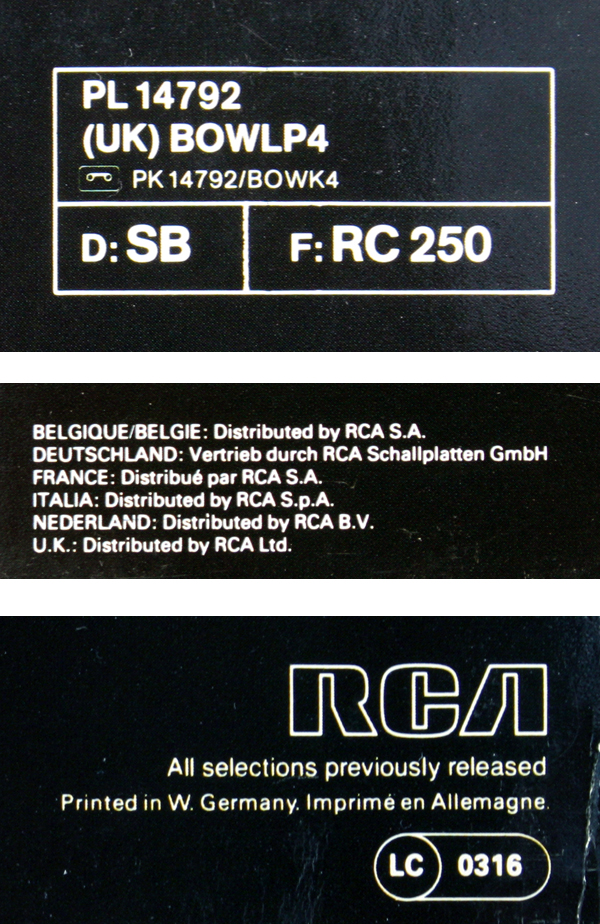 PL 14792
(UK) BOWLP4
PK 14792/BOWK4
D: SB
F: RC 250
BELGIQUE/BELGIE: Distributed by RCA S.A.
DEUTSCHLAND: Vertrieb durch RCA Schallplatten GmbH
FRANCE: Distribué par RCA S.A.
ITALIA: Distributed by RCA S.p.A.
NEDERLAND: Distributed by RCA B.V.
U.K.: Distributed by RCA Ltd.
RCA
All selections previously released
Printed in W. Germany. Imprimé en Allemagne.
LC 0316